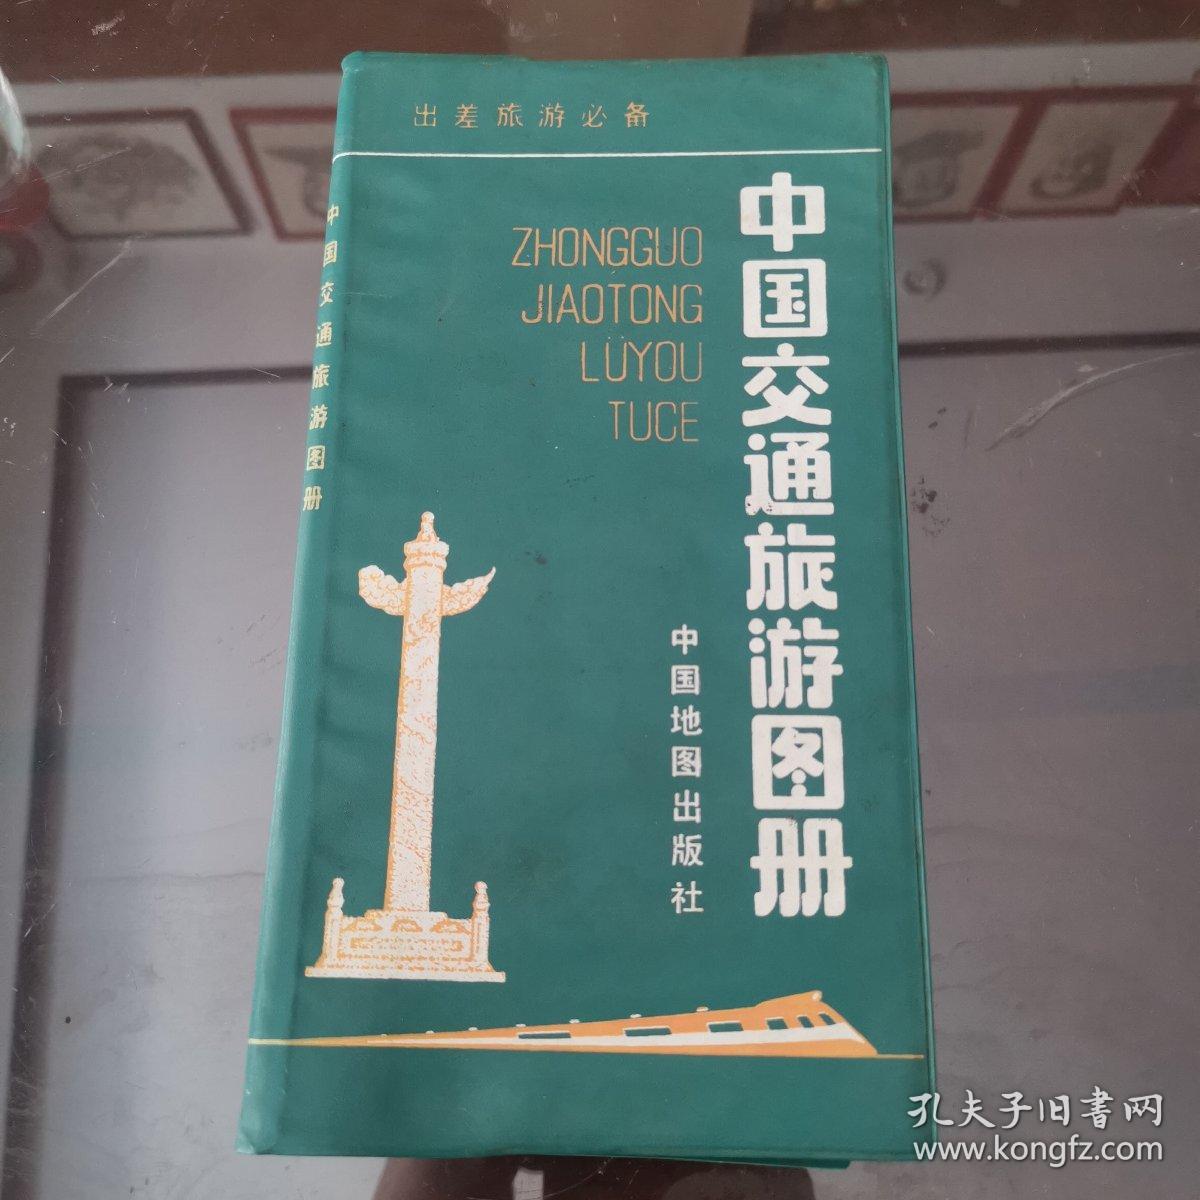 出差旅游必备
中国交通旅游图册
ZHONGGUO
JIAOTONG
LUYOU
TUCE
中国交通旅游图册
中国地图出版社
孔夫子旧书网
www.kongfz.com